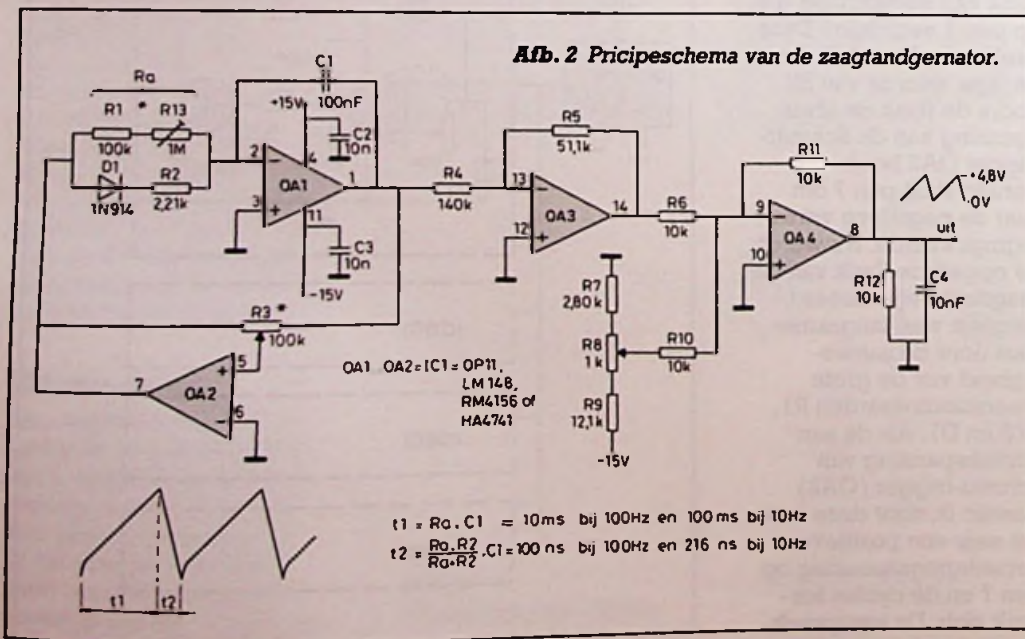 Afb. 2 Pricipeschema van de zaagtandgernator.
Ra
R1 * R13
100k 1M
D1 R2
1N914 2,21k
C1
100nF
+15V
C2
10n
2 − 4
OA1 1
3 + 11
C3
10n
−15V
R3 *
100k
5 +
7 OA2
6 −
R4
140k
R5
51,1k
13 −
OA3 14
12 +
R6
10k
R7
2,80k
R8
1k
R9
12,1k
−15V
R10
10k
R11
10k
9 −
OA4 8
10 +
+4,8V
0V
uit
R12
10k
C4
10nF
OA1 .. OA2 = IC1 = OP11,
LM 148,
RM4156 of
HA4741
t1 = Ra . C1 = 10ms bij 100Hz en 100 ms bij 10Hz
t2 = Ra.R2/Ra+R2 .C1 = 100 ns bij 100Hz en 216 ns bij 10Hz
t1 t2